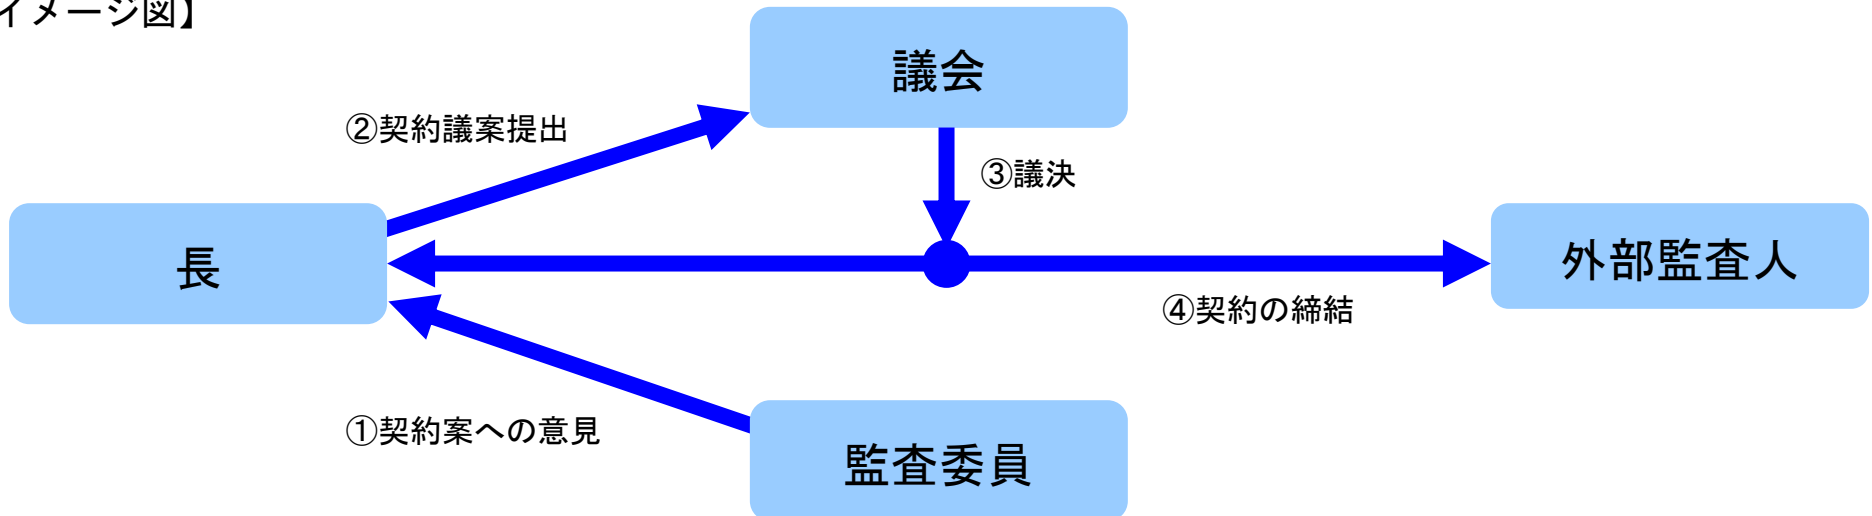 イメージ図】
議会
②契約議案提出
③議決
長
外部監査人
④契約の締結
①契約案への意見
監査委員